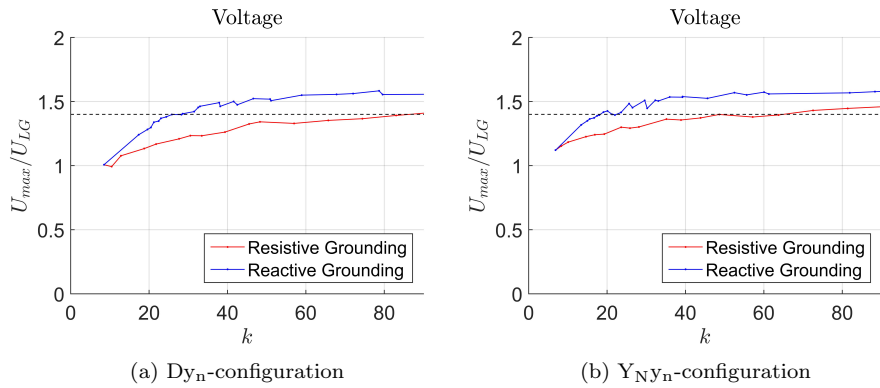 Voltage
2
1.5
1
0.5
0
U_max/U_LG
0 20 40 60 80
k
Resistive Grounding
Reactive Grounding
(a) Dy_n-configuration
Voltage
2
1.5
1
0.5
0
U_max/U_LG
0 20 40 60 80
k
Resistive Grounding
Reactive Grounding
(b) Y_Ny_n-configuration